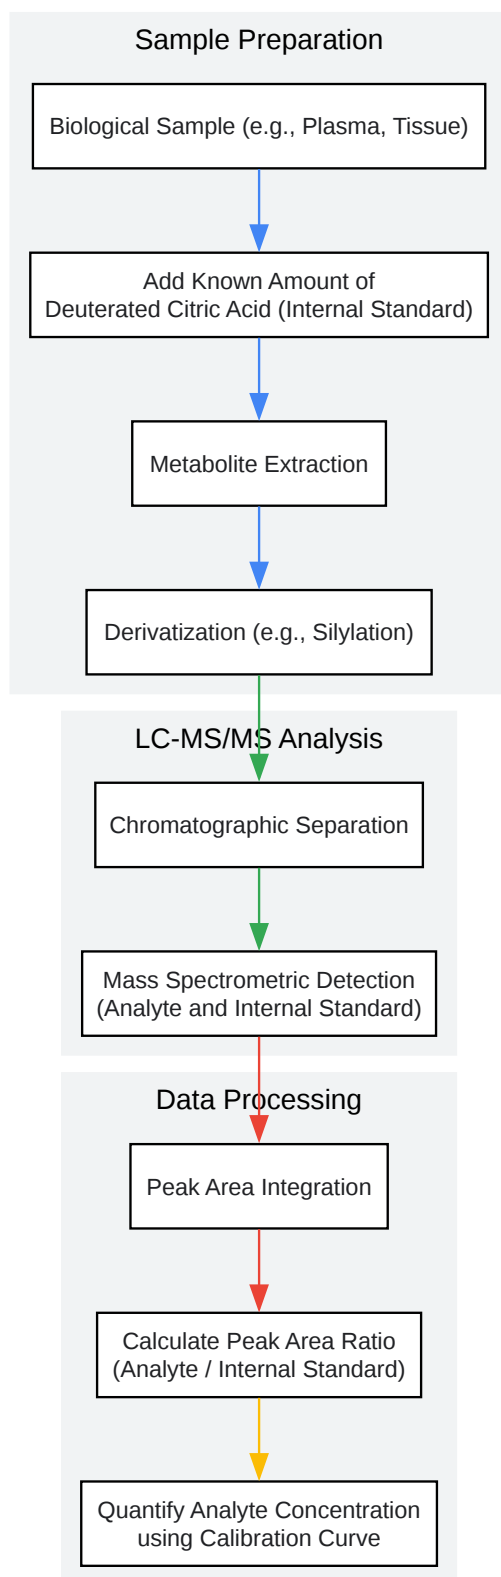 Sample Preparation
Biological Sample (e.g., Plasma, Tissue)
Add Known Amount of
Deuterated Citric Acid (Internal Standard)
Metabolite Extraction
Derivatization (e.g., Silylation)
LC-MS/MS Analysis
Chromatographic Separation
Mass Spectrometric Detection
(Analyte and Internal Standard)
Data Processing
Peak Area Integration
Calculate Peak Area Ratio
(Analyte / Internal Standard)
Quantify Analyte Concentration
using Calibration Curve